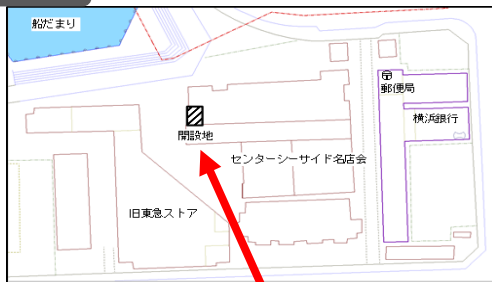 船だまり
郵便局
横浜銀行
開設地
センターシーサイド名店会
旧東急ストア